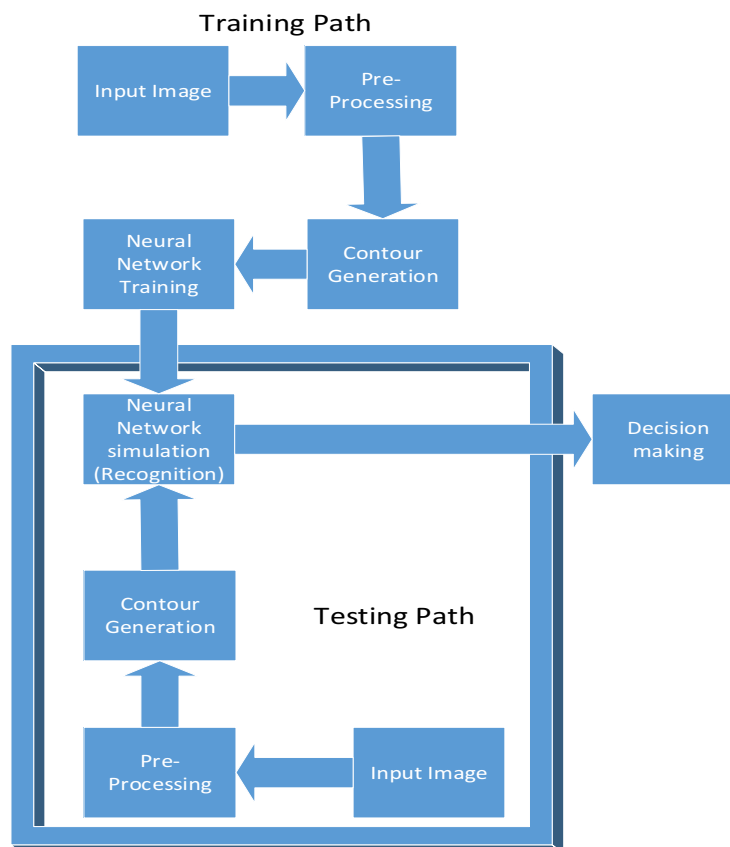 Training Path
Input Image
Pre-
Processing
Neural
Network
Training
Contour
Generation
Neural
Network
simulation
(Recognition)
Decision
making
Contour
Generation
Testing Path
Pre-
Processing
Input Image